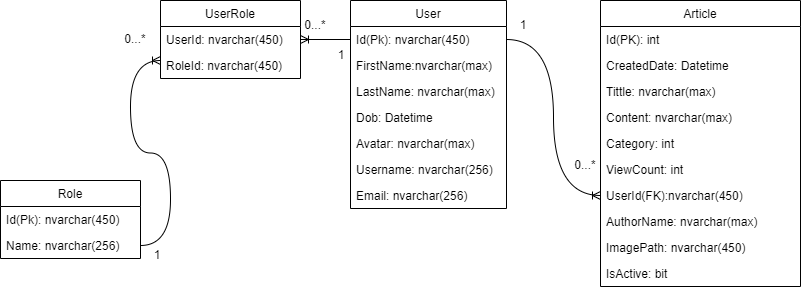 UserRole
UserId: nvarchar(450)
RoleId: nvarchar(450)
0...*
0...*
1
User
Id(Pk): nvarchar(450)
FirstName:nvarchar(max)
LastName: nvarchar(max)
Dob: Datetime
Avatar: nvarchar(max)
Username: nvarchar(256)
Email: nvarchar(256)
1
0...*
Article
Id(PK): int
CreatedDate: Datetime
Tittle: nvarchar(max)
Content: nvarchar(max)
Category: int
ViewCount: int
UserId(FK):nvarchar(450)
AuthorName: nvarchar(max)
ImagePath: nvarchar(450)
IsActive: bit
Role
Id(Pk): nvarchar(450)
Name: nvarchar(256)
1